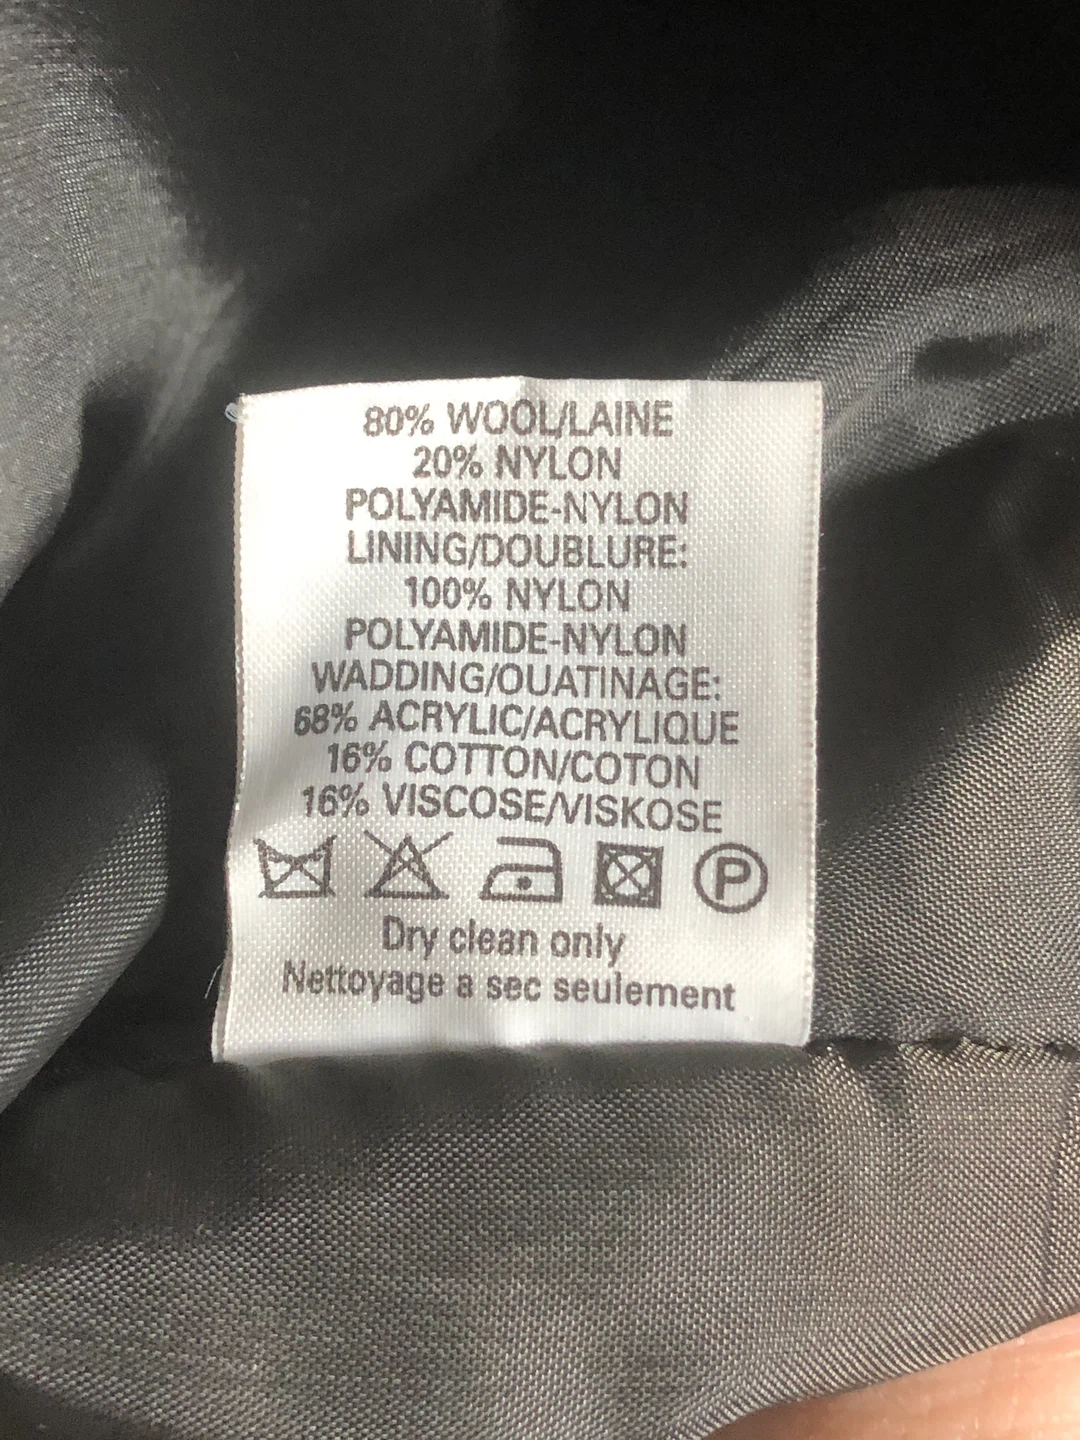 80% WOOL/LAINE
20% NYLON
POLYAMIDE-NYLON
LINING/DOUBLURE:
100% NYLON
POLYAMIDE-NYLON
WADDING/OUATINAGE:
68% ACRYLIC/ACRYLIQUE
16% COTTON/COTON
16% VISCOSE/VISKOSE
P
Dry clean only
Nettoyage a sec seulement